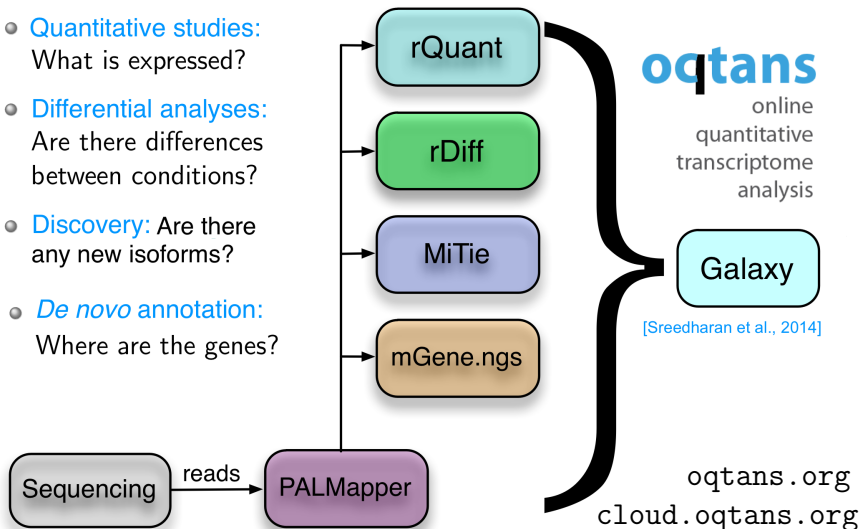 Quantitative studies:
What is expressed?
Differential analyses:
Are there differences
between conditions?
Discovery: Are there
any new isoforms?
De novo annotation:
Where are the genes?
rQuant
rDiff
MiTie
mGene.ngs
Sequencing
reads
PALMapper
oqtans
online
quantitative
transcriptome
analysis
Galaxy
[Sreedharan et al., 2014]
oqtans.org
cloud.oqtans.org